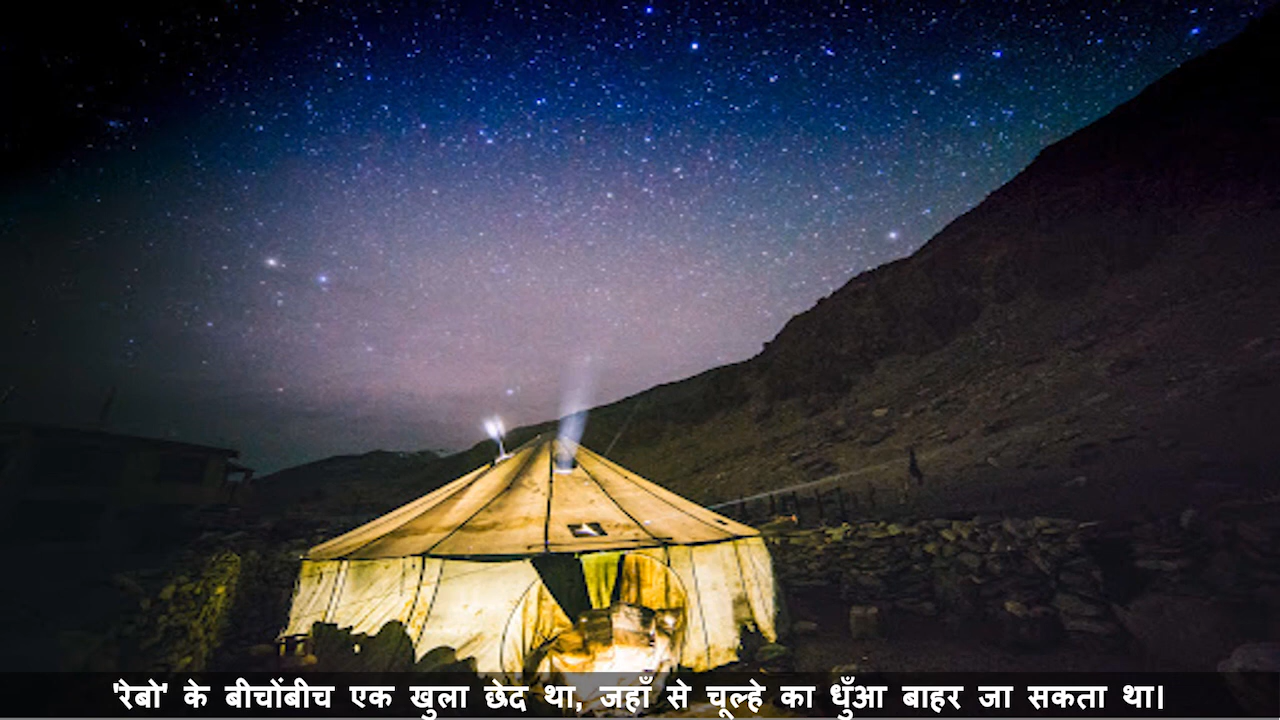 'रेबो' के बीचोंबीच एक खुला छेद था, जहाँ से चूल्हे का धुँआ बाहर जा सकता था।